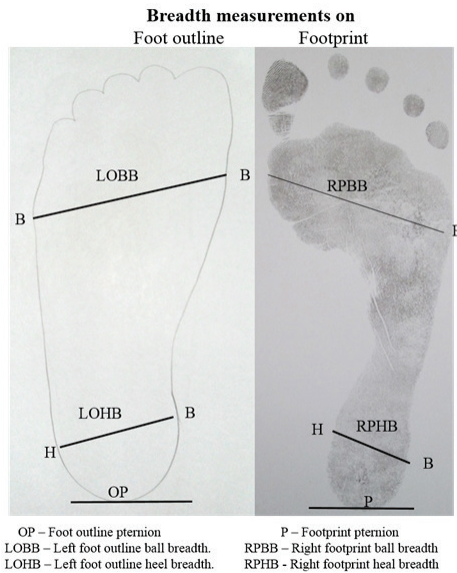 Breadth measurements on
Foot outline Footprint
LOBB B
RPBB
B
B
LOHB B
H
H RPHB
B
OP
P
OP – Foot outline pternion
P – Footprint pternion
LOBB – Left foot outline ball breadth.
RPBB – Right footprint ball breadth
LOHB – Left foot outline heel breadth.
RPHB - Right footprint heal breadth